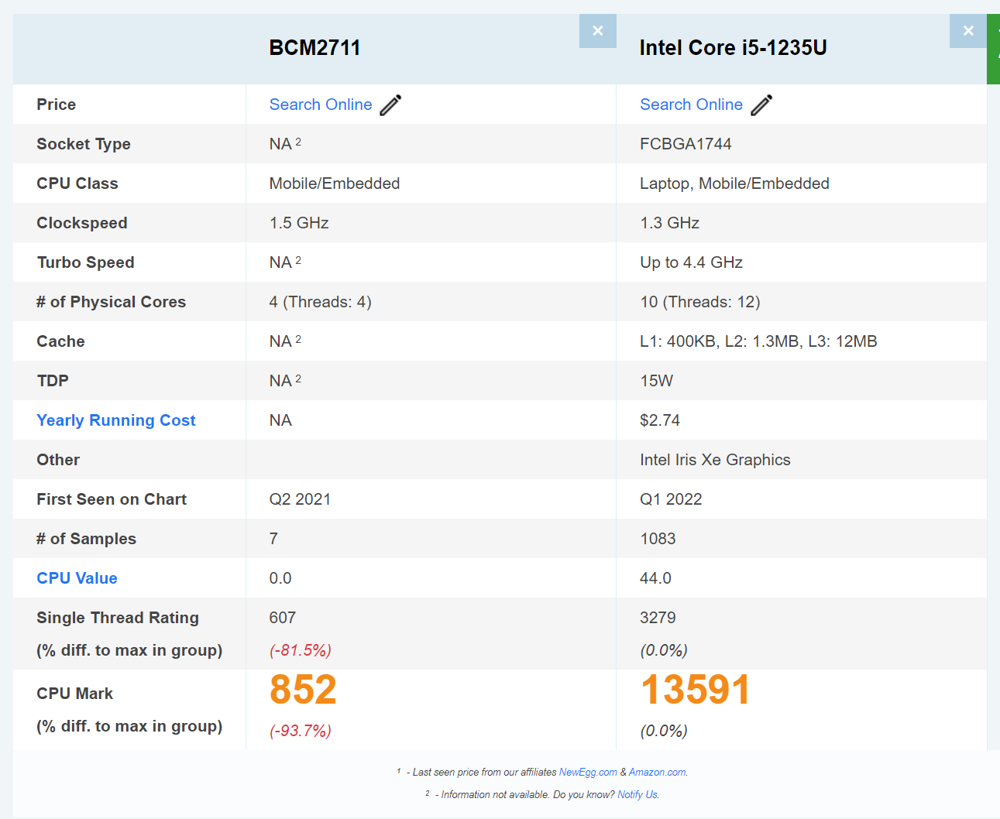 BCM2711 × Intel Core i5-1235U ×
Price Search Online Search Online
Socket Type NA 2 FCBGA1744
CPU Class Mobile/Embedded Laptop, Mobile/Embedded
Clockspeed 1.5 GHz 1.3 GHz
Turbo Speed NA 2 Up to 4.4 GHz
# of Physical Cores 4 (Threads: 4) 10 (Threads: 12)
Cache NA 2 L1: 400KB, L2: 1.3MB, L3: 12MB
TDP NA 2 15W
Yearly Running Cost NA $2.74
Other Intel Iris Xe Graphics
First Seen on Chart Q2 2021 Q1 2022
# of Samples 7 1083
CPU Value 0.0 44.0
Single Thread Rating 607 3279
(% diff. to max in group) (-81.5%) (0.0%)
CPU Mark 852 13591
(% diff. to max in group) (-93.7%) (0.0%)
1 - Last seen price from our affiliates NewEgg.com & Amazon.com.
2 - Information not available. Do you know? Notify Us.